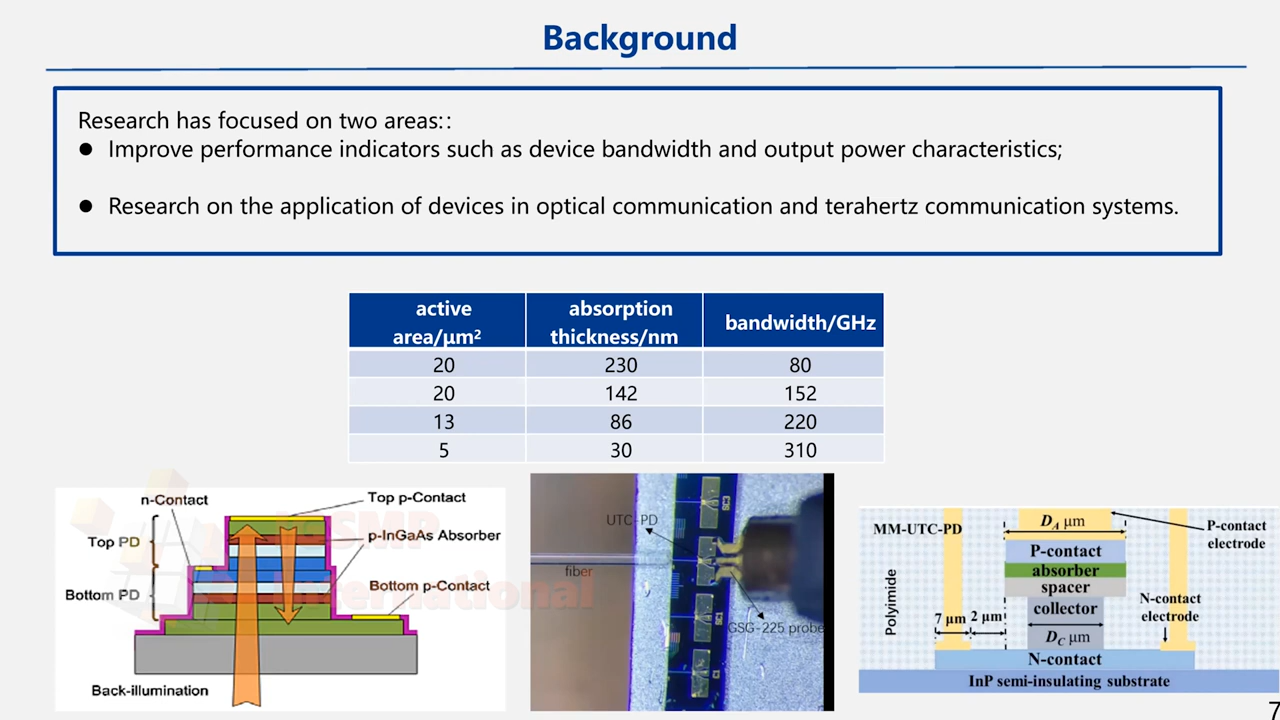 Background
Research has focused on two areas::
● Improve performance indicators such as device bandwidth and output power characteristics;
● Research on the application of devices in optical communication and terahertz communication systems.
active area/μm² absorption thickness/nm bandwidth/GHz
20 230 80
20 142 152
13 86 220
5 30 310
n-Contact
Top p-Contact
Top PD
p-InGaAs Absorber
Bottom PD
Bottom p-Contact
Back-illumination
International
UTC-PD
fiber
GSG-225 probe
MM-UTC-PD
D_A μm
P-contact electrode
P-contact
absorber
spacer
collector
N-contact electrode
Polyimide
7 μm 2 μm
D_C μm
N-contact
InP semi-insulating substrate
7